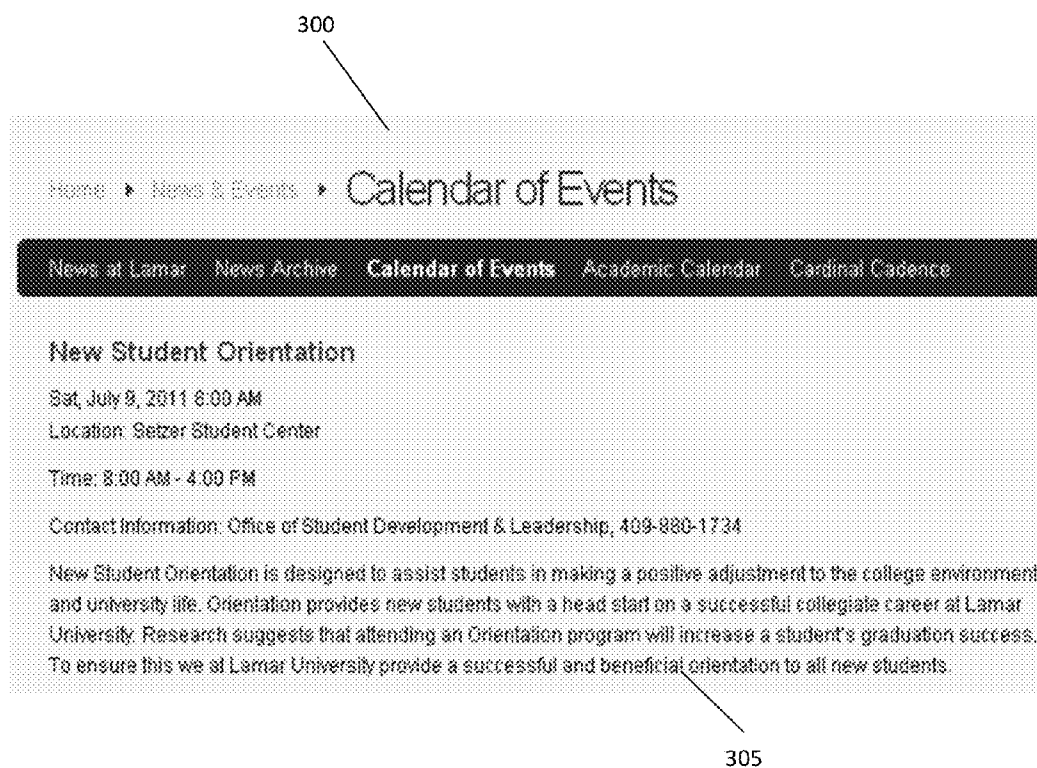 300
Home ▸ News & Events ▸ Calendar of Events
News at Lamar News Archive Calendar of Events Academic Calendar Cardinal Cadence
New Student Orientation
Sat, July 9, 2011 8:00 AM
Location: Setzer Student Center
Time: 8:00 AM - 4:00 PM
Contact Information: Office of Student Development & Leadership, 409-880-1734
New Student Orientation is designed to assist students in making a positive adjustment to the college environment
and university life. Orientation provides new students with a head start on a successful collegiate career at Lamar
University. Research suggests that attending an Orientation program will increase a student's graduation success.
To ensure this we at Lamar University provide a successful and beneficial orientation to all new students.
305